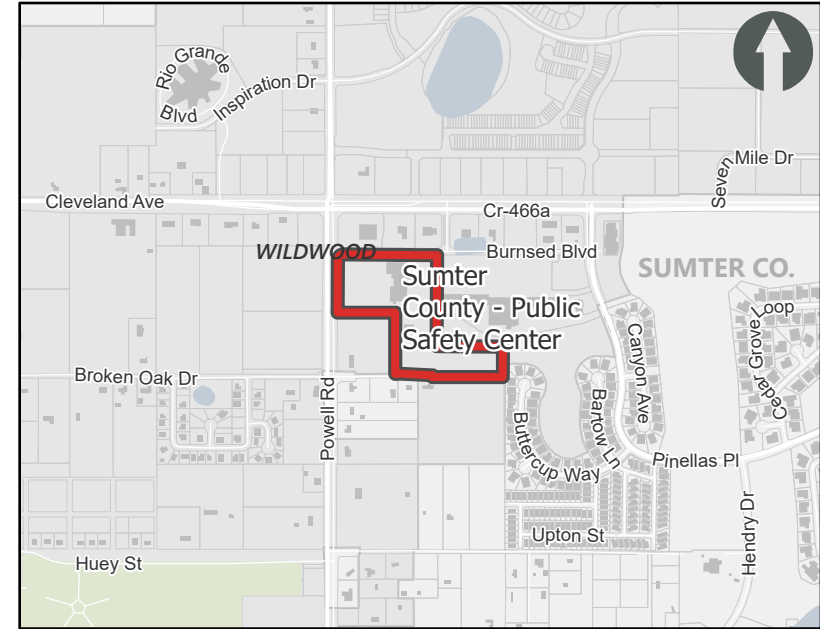 Rio Grande
Blvd
Inspiration Dr
Seven
Mile Dr
Cleveland Ave
Cr-466a
WILDWOOD
Burnsed Blvd
SUMTER CO.
Sumter
County - Public
Safety Center
Cedar Grove Loop
Canyon Ave
Broken Oak Dr
Powell Rd
Bartow Ln
Buttercup Way
Pinellas Pl
Upton St
Hendry Dr
Huey St